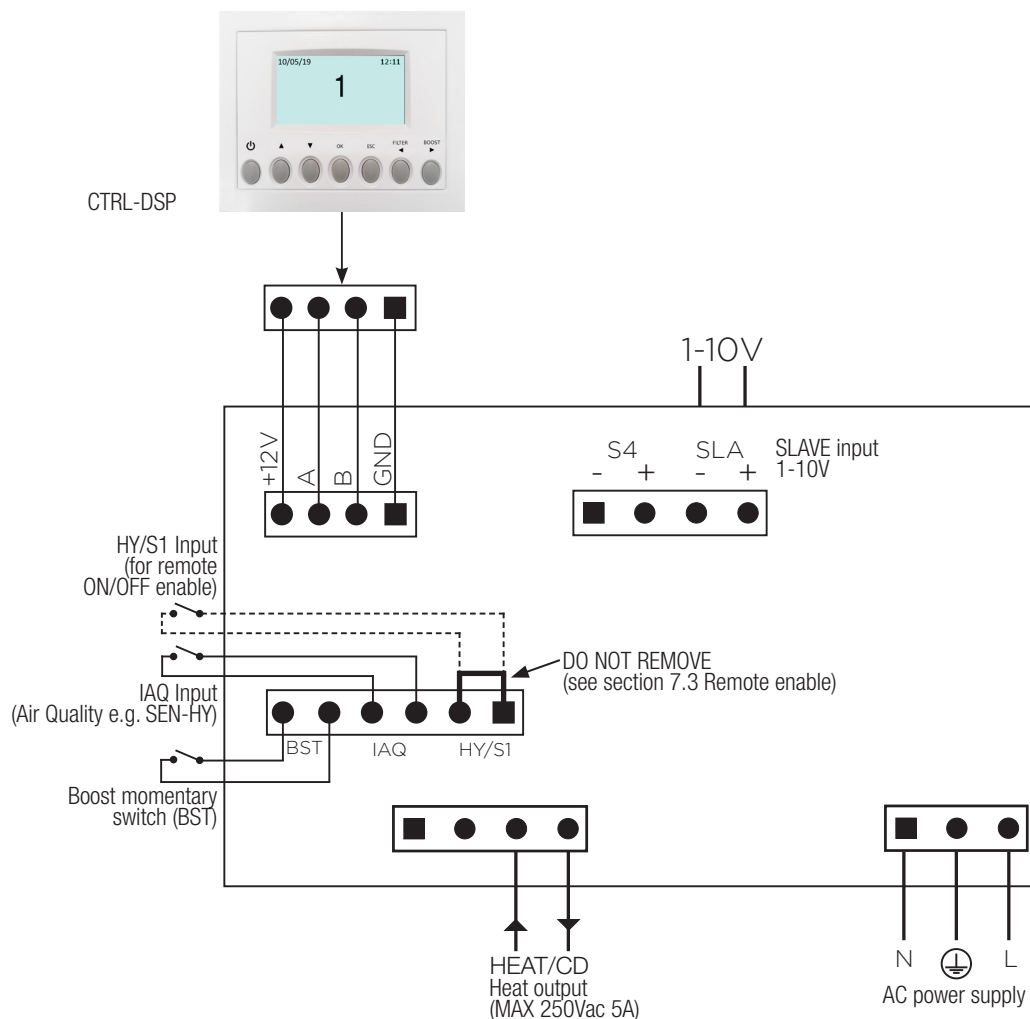 10/05/19 12:11
1
OK ESC FILTER BOOST
CTRL-DSP
1-10V
+12V
A
B
GND
S4 SLA
- + - +
SLAVE input
1-10V
HY/S1 Input
(for remote
ON/OFF enable)
DO NOT REMOVE
(see section 7.3 Remote enable)
IAQ Input
(Air Quality e.g. SEN-HY)
BST IAQ HY/S1
Boost momentary
switch (BST)
HEAT/CD
Heat output
(MAX 250Vac 5A)
N L
AC power supply